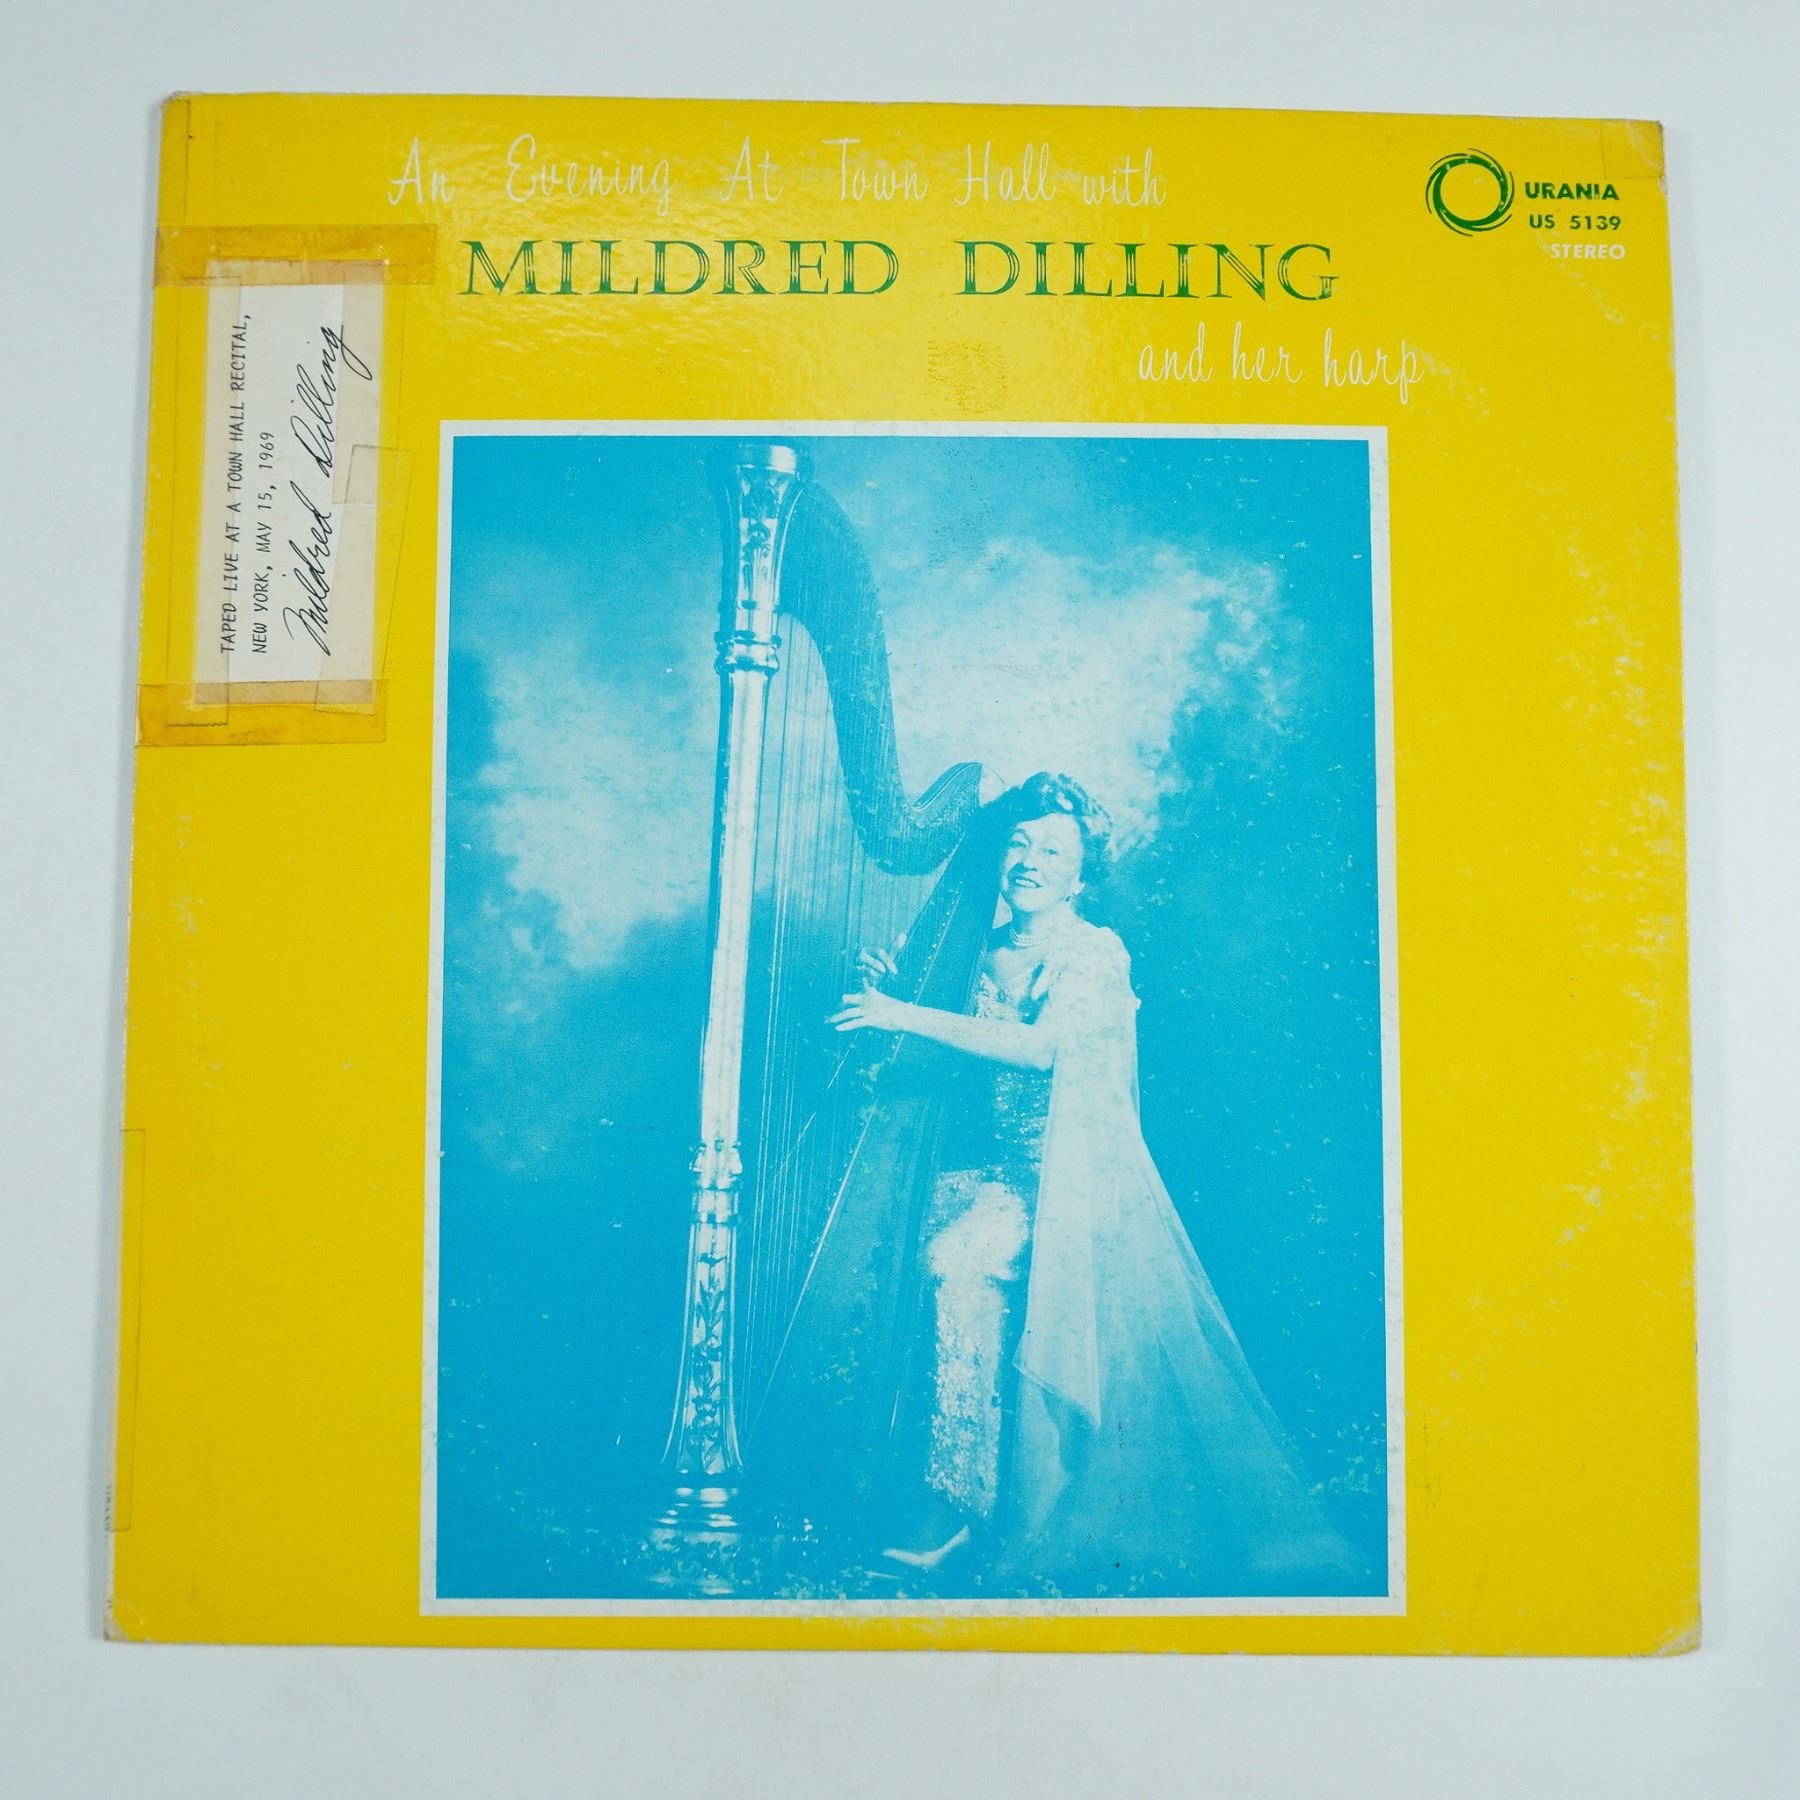 An Evening At Town Hall with
MILDRED DILLING
and her harp
URANIA
US 5139
STEREO
TAPED LIVE AT A TOWN HALL RECITAL,
NEW YORK, MAY 15, 1969
Mildred Dilling